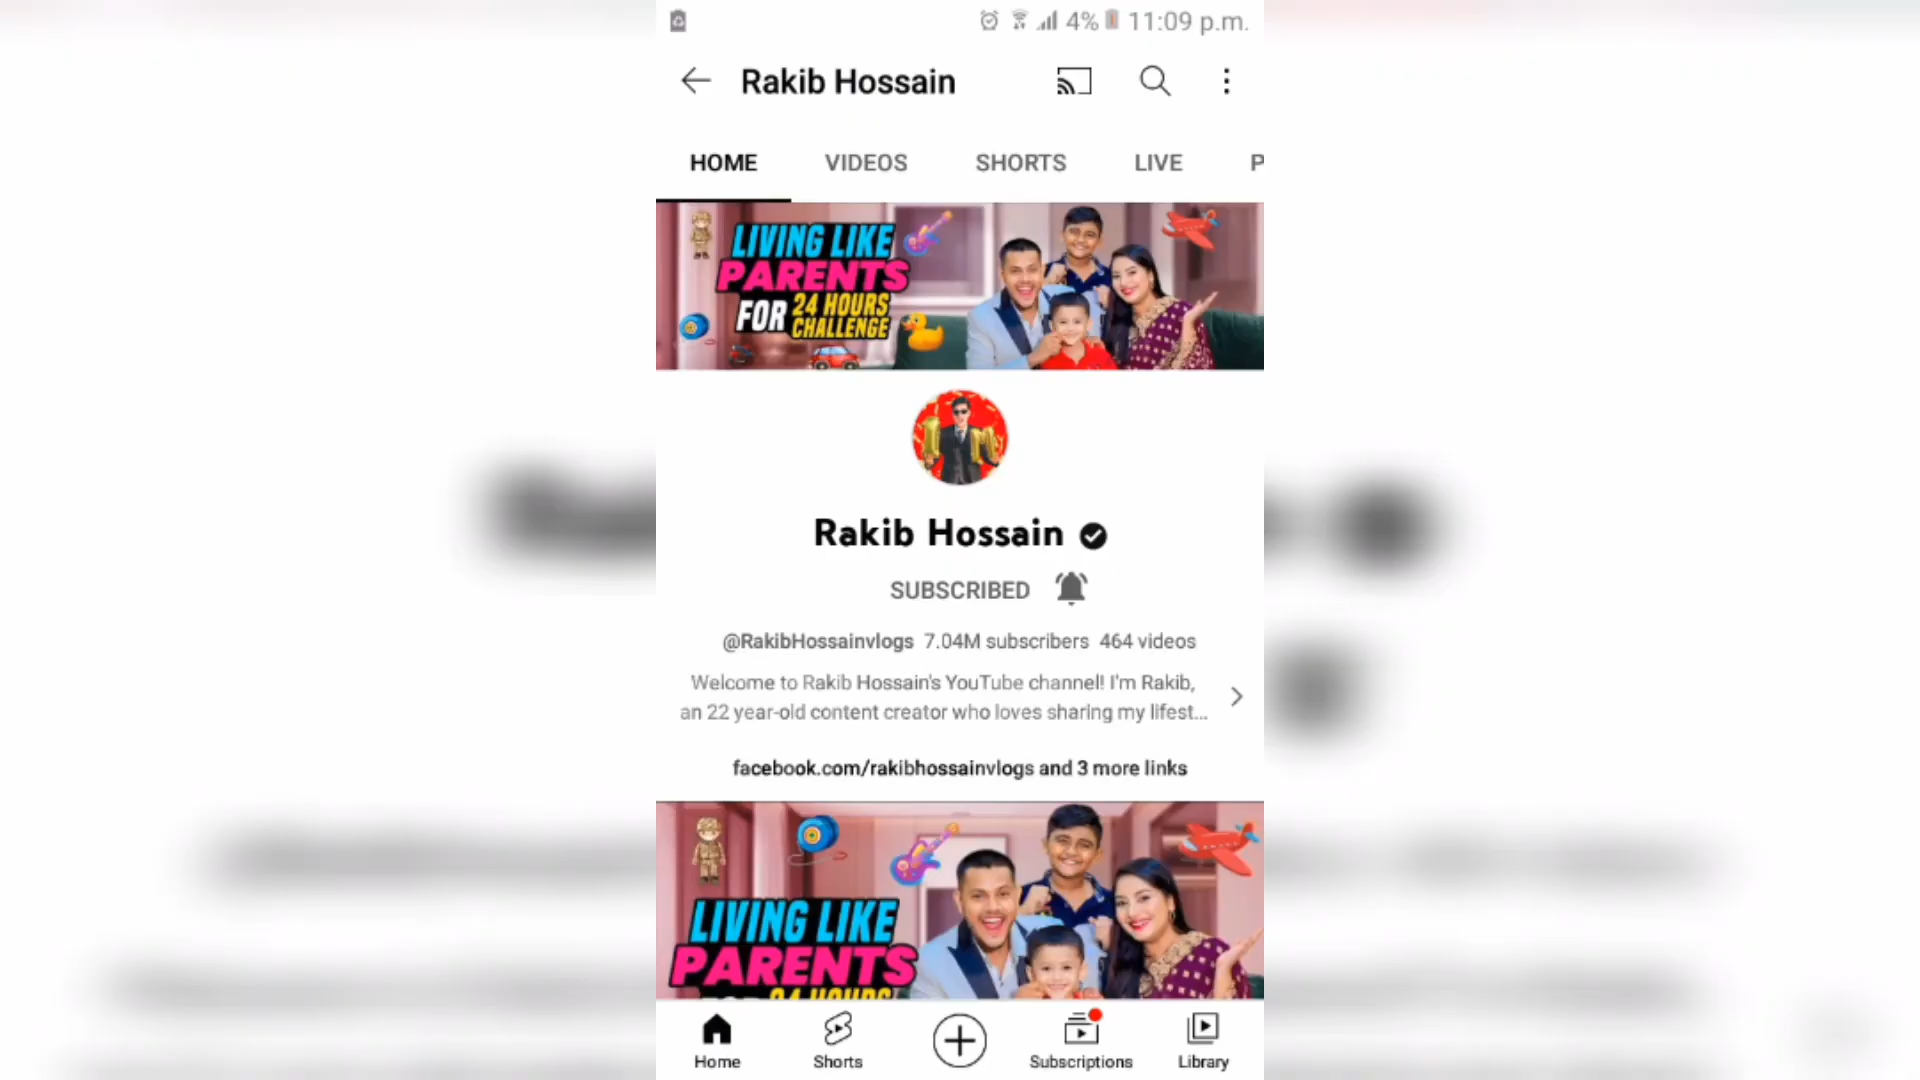 4% 11:09 p.m.
Rakib Hossain
HOME VIDEOS SHORTS LIVE P
LIVING LIKE
PARENTS
FOR 24 HOURS
CHALLENGE
Rakib Hossain
SUBSCRIBED
@RakibHossainvlogs 7.04M subscribers 464 videos
Welcome to Rakib Hossain's YouTube channel! I'm Rakib,
an 22 year-old content creator who loves sharing my lifest...
facebook.com/rakibhossainvlogs and 3 more links
LIVING LIKE
PARENTS
FOR 24 HOURS
Home Shorts Subscriptions Library